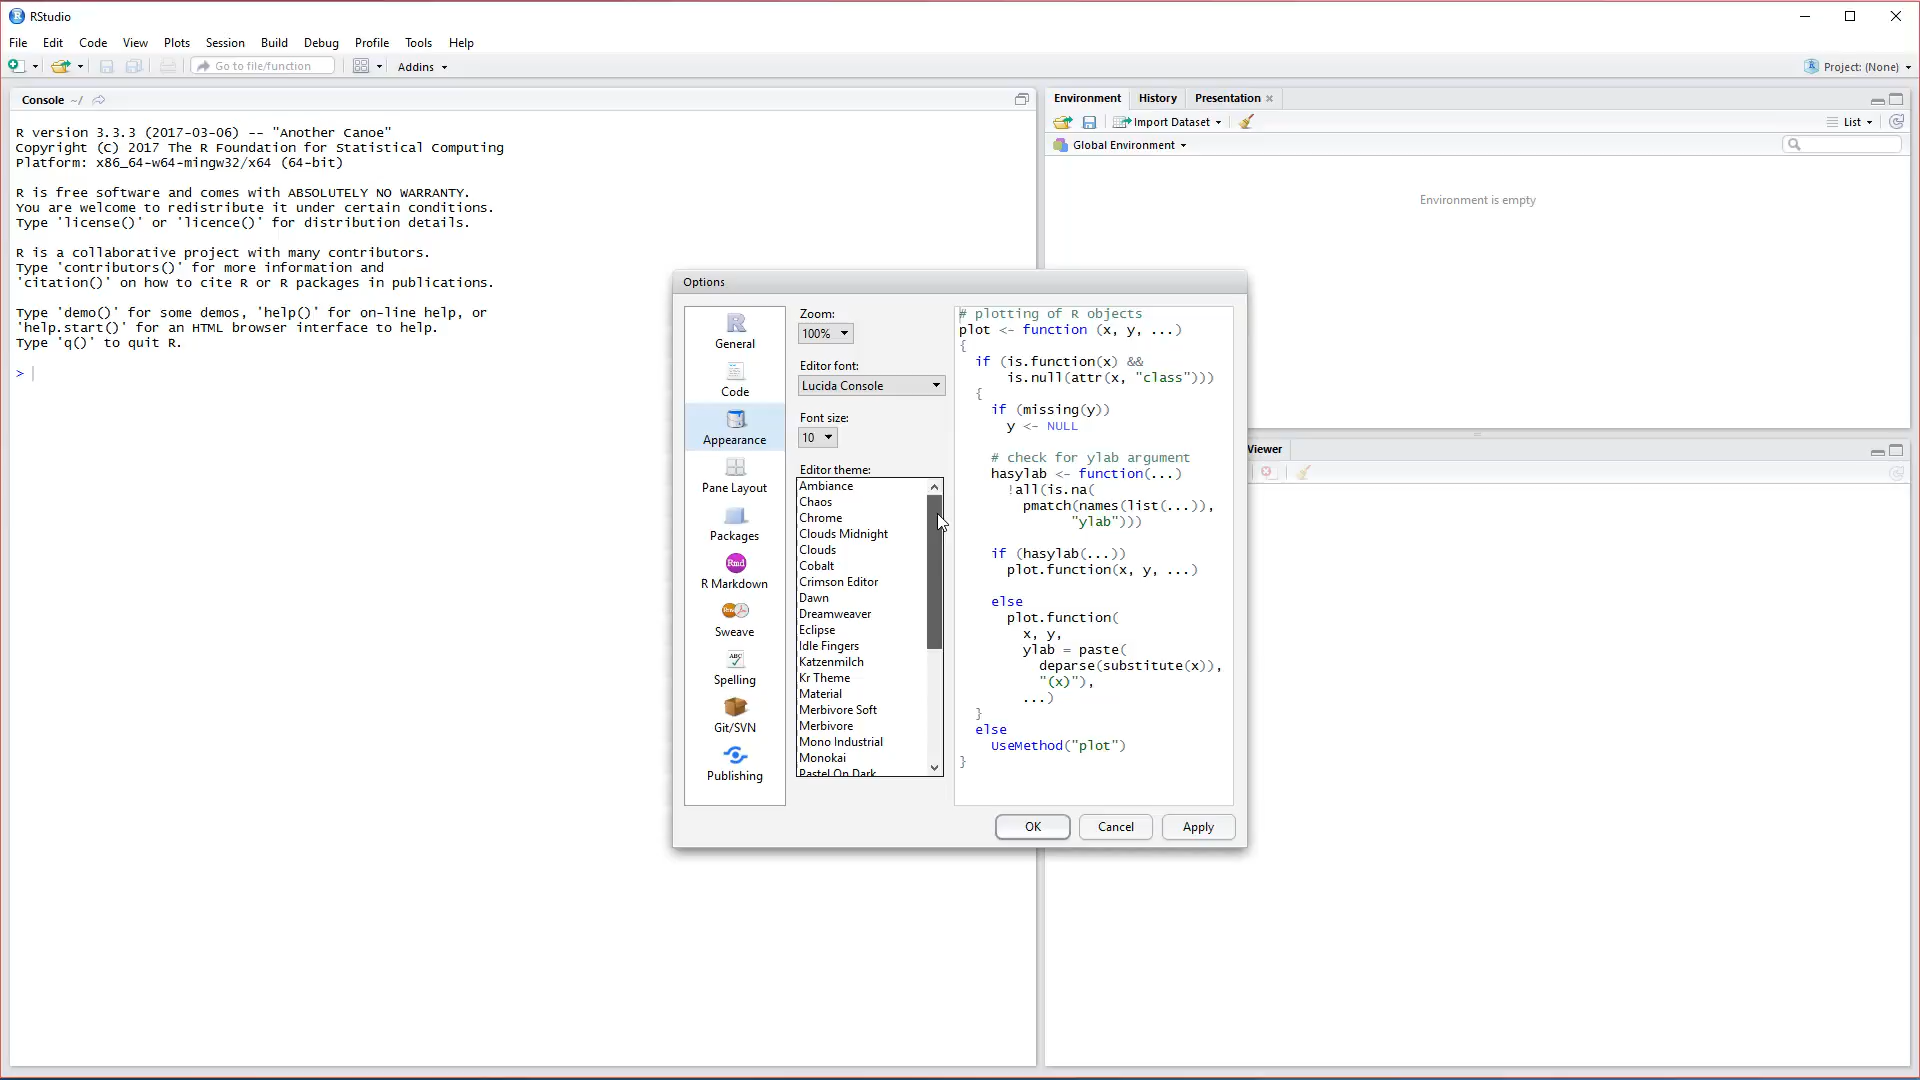 RStudio
File Edit Code View Plots Session Build Debug Profile Tools Help
Go to file/function Addins Project: (None)
Console ~/
R version 3.3.3 (2017-03-06) -- "Another Canoe"
Copyright (C) 2017 The R Foundation for Statistical Computing
Platform: x86_64-w64-mingw32/x64 (64-bit)
R is free software and comes with ABSOLUTELY NO WARRANTY.
You are welcome to redistribute it under certain conditions.
Type 'license()' or 'licence()' for distribution details.
R is a collaborative project with many contributors.
Type 'contributors()' for more information and
'citation()' on how to cite R or R packages in publications.
Type 'demo()' for some demos, 'help()' for on-line help, or
'help.start()' for an HTML browser interface to help.
Type 'q()' to quit R.
>
Environment History Presentation
Import Dataset List
Global Environment
Environment is empty
Viewer
Options
General
Code
Appearance
Pane Layout
Packages
Rmd
R Markdown
Sweave
ABC
Spelling
Git/SVN
Publishing
Zoom:
100%
Editor font:
Lucida Console
Font size:
10
Editor theme:
Ambiance
Chaos
Chrome
Clouds Midnight
Clouds
Cobalt
Crimson Editor
Dawn
Dreamweaver
Eclipse
Idle Fingers
Katzenmilch
Kr Theme
Material
Merbivore Soft
Merbivore
Mono Industrial
Monokai
Pastel On Dark
# plotting of R objects
plot <- function (x, y, ...)
{
if (is.function(x) &&
is.null(attr(x, "class")))
{
if (missing(y))
y <- NULL
# check for ylab argument
hasylab <- function(...)
!all(is.na(
pmatch(names(list(...)),
"ylab")))
if (hasylab(...))
plot.function(x, y, ...)
else
plot.function(
x, y,
ylab = paste(
deparse(substitute(x)),
"(x)"),
...)
}
else
UseMethod("plot")
}
OK Cancel Apply